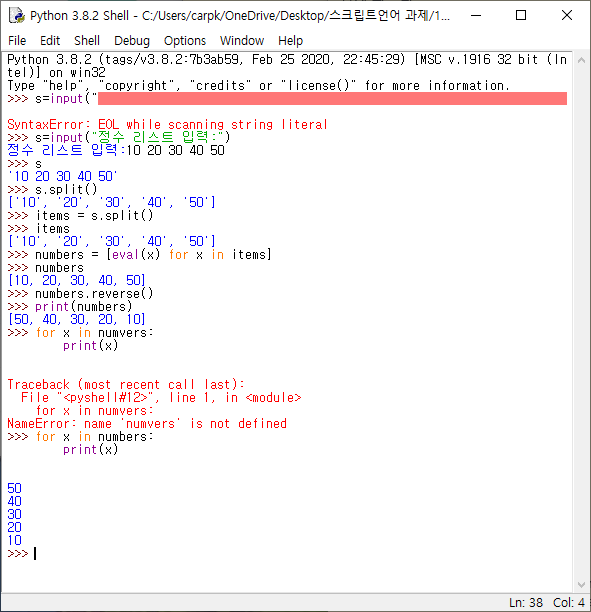 Python 3.8.2 Shell - C:/Users/carpk/OneDrive/Desktop/스크립트언어 과제/1...
File Edit Shell Debug Options Window Help
Python 3.8.2 (tags/v3.8.2:7b3ab59, Feb 25 2020, 22:45:29) [MSC v.1916 32 bit (In
tel)] on win32
Type "help", "copyright", "credits" or "license()" for more information.
>>> s=input("
SyntaxError: EOL while scanning string literal
>>> s=input("정수 리스트 입력:")
정수 리스트 입력:10 20 30 40 50
>>> s
'10 20 30 40 50'
>>> s.split()
['10', '20', '30', '40', '50']
>>> items = s.split()
>>> items
['10', '20', '30', '40', '50']
>>> numbers = [eval(x) for x in items]
>>> numbers
[10, 20, 30, 40, 50]
>>> numbers.reverse()
>>> print(numbers)
[50, 40, 30, 20, 10]
>>> for x in numvers:
print(x)
Traceback (most recent call last):
File "<pyshell#12>", line 1, in <module>
for x in numvers:
NameError: name 'numvers' is not defined
>>> for x in numbers:
print(x)
50
40
30
20
10
>>>
Ln: 38 Col: 4